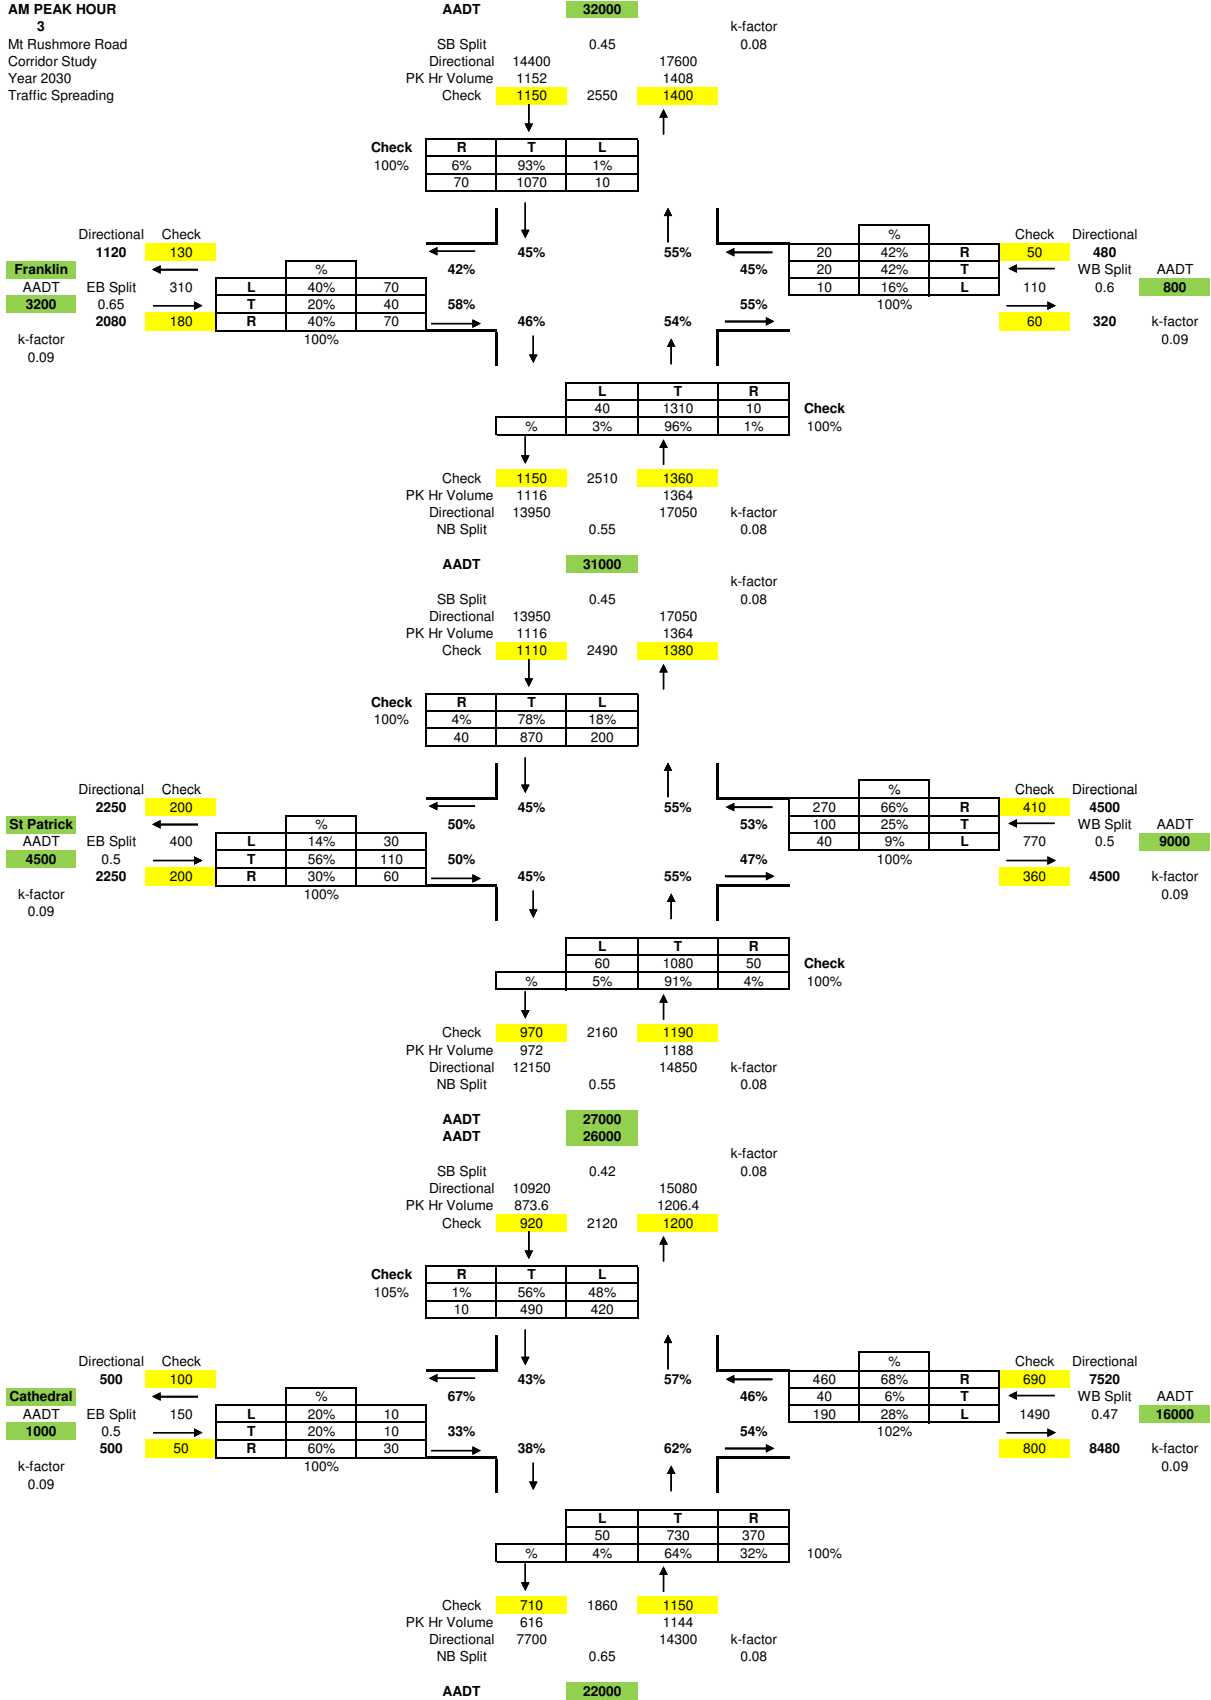 AM PEAK HOUR AADT 32000
3 k-factor
Mt Rushmore Road SB Split 0.45 0.08
Corridor Study Directional 14400 17600
Year 2030 PK Hr Volume 1152 1408
Traffic Spreading Check 1150 2550 1400
Check R T L
100% 6% 93% 1%
70 1070 10
Directional Check % Check Directional
1120 130 45% 55% 20 42% R 50 480
Franklin % 42% 45% 20 42% T WB Split AADT
AADT EB Split 310 L 40% 70 10 16% L 110 0.6 800
3200 0.65 T 20% 40 58% 55% 100%
2080 180 R 40% 70 46% 54% 60 320 k-factor
k-factor 100% 0.09
0.09
L T R
40 1310 10 Check
% 3% 96% 1% 100%
Check 1150 2510 1360
PK Hr Volume 1116 1364
Directional 13950 17050 k-factor
NB Split 0.55 0.08
AADT 31000
k-factor
SB Split 0.45 0.08
Directional 13950 17050
PK Hr Volume 1116 1364
Check 1110 2490 1380
Check R T L
100% 4% 78% 18%
40 870 200
Directional Check % Check Directional
2250 200 45% 55% 270 66% R 410 4500
St Patrick % 50% 53% 100 25% T WB Split AADT
AADT EB Split 400 L 14% 30 40 9% L 770 0.5 9000
4500 0.5 T 56% 110 50% 47% 100%
2250 200 R 30% 60 45% 55% 360 4500 k-factor
k-factor 100% 0.09
0.09
L T R
60 1080 50 Check
% 5% 91% 4% 100%
Check 970 2160 1190
PK Hr Volume 972 1188
Directional 12150 14850 k-factor
NB Split 0.55 0.08
AADT 27000
AADT 26000
k-factor
SB Split 0.42 0.08
Directional 10920 15080
PK Hr Volume 873.6 1206.4
Check 920 2120 1200
Check R T L
105% 1% 56% 48%
10 490 420
Directional Check % Check Directional
500 100 43% 57% 460 68% R 690 7520
Cathedral % 67% 46% 40 6% T WB Split AADT
AADT EB Split 150 L 20% 10 190 28% L 1490 0.47 16000
1000 0.5 T 20% 10 33% 54% 102%
500 50 R 60% 30 38% 62% 800 8480 k-factor
k-factor 100% 0.09
0.09
L T R
50 730 370
% 4% 64% 32% 100%
Check 710 1860 1150
PK Hr Volume 616 1144
Directional 7700 14300 k-factor
NB Split 0.65 0.08
AADT 22000